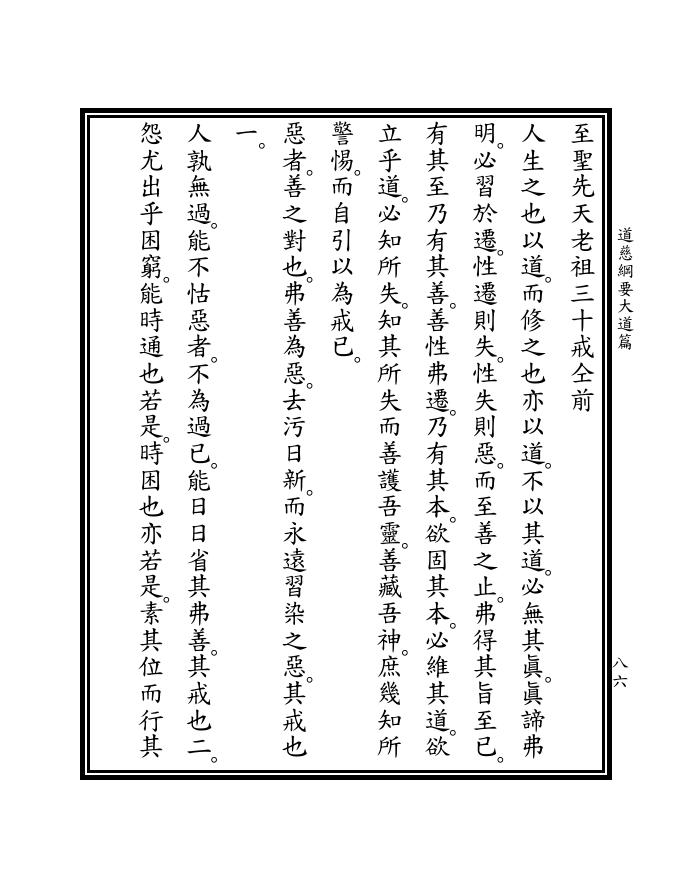 道慈綱要大道篇
八六
至聖先天老祖三十戒仝前
人生之也以道。而修之也亦以道。不以其道。必無其眞。眞諦弗
明。必習於遷。性遷則失。性失則惡。而至善之止。弗得其旨至已。
有其至乃有其善。善性弗遷。乃有其本。欲固其本。必維其道。欲
立乎道。必知所失。知其所失而善護吾靈。善藏吾神。庶幾知所
警惕。而自引以為戒已。
惡者。善之對也。弗善為惡。去污日新。而永遠習染之惡。其戒也
一。
人孰無過。能不怙惡者。不為過已。能日日省其弗善。其戒也二。
怨尤出乎困窮。能時通也若是。時困也亦若是。素其位而行其